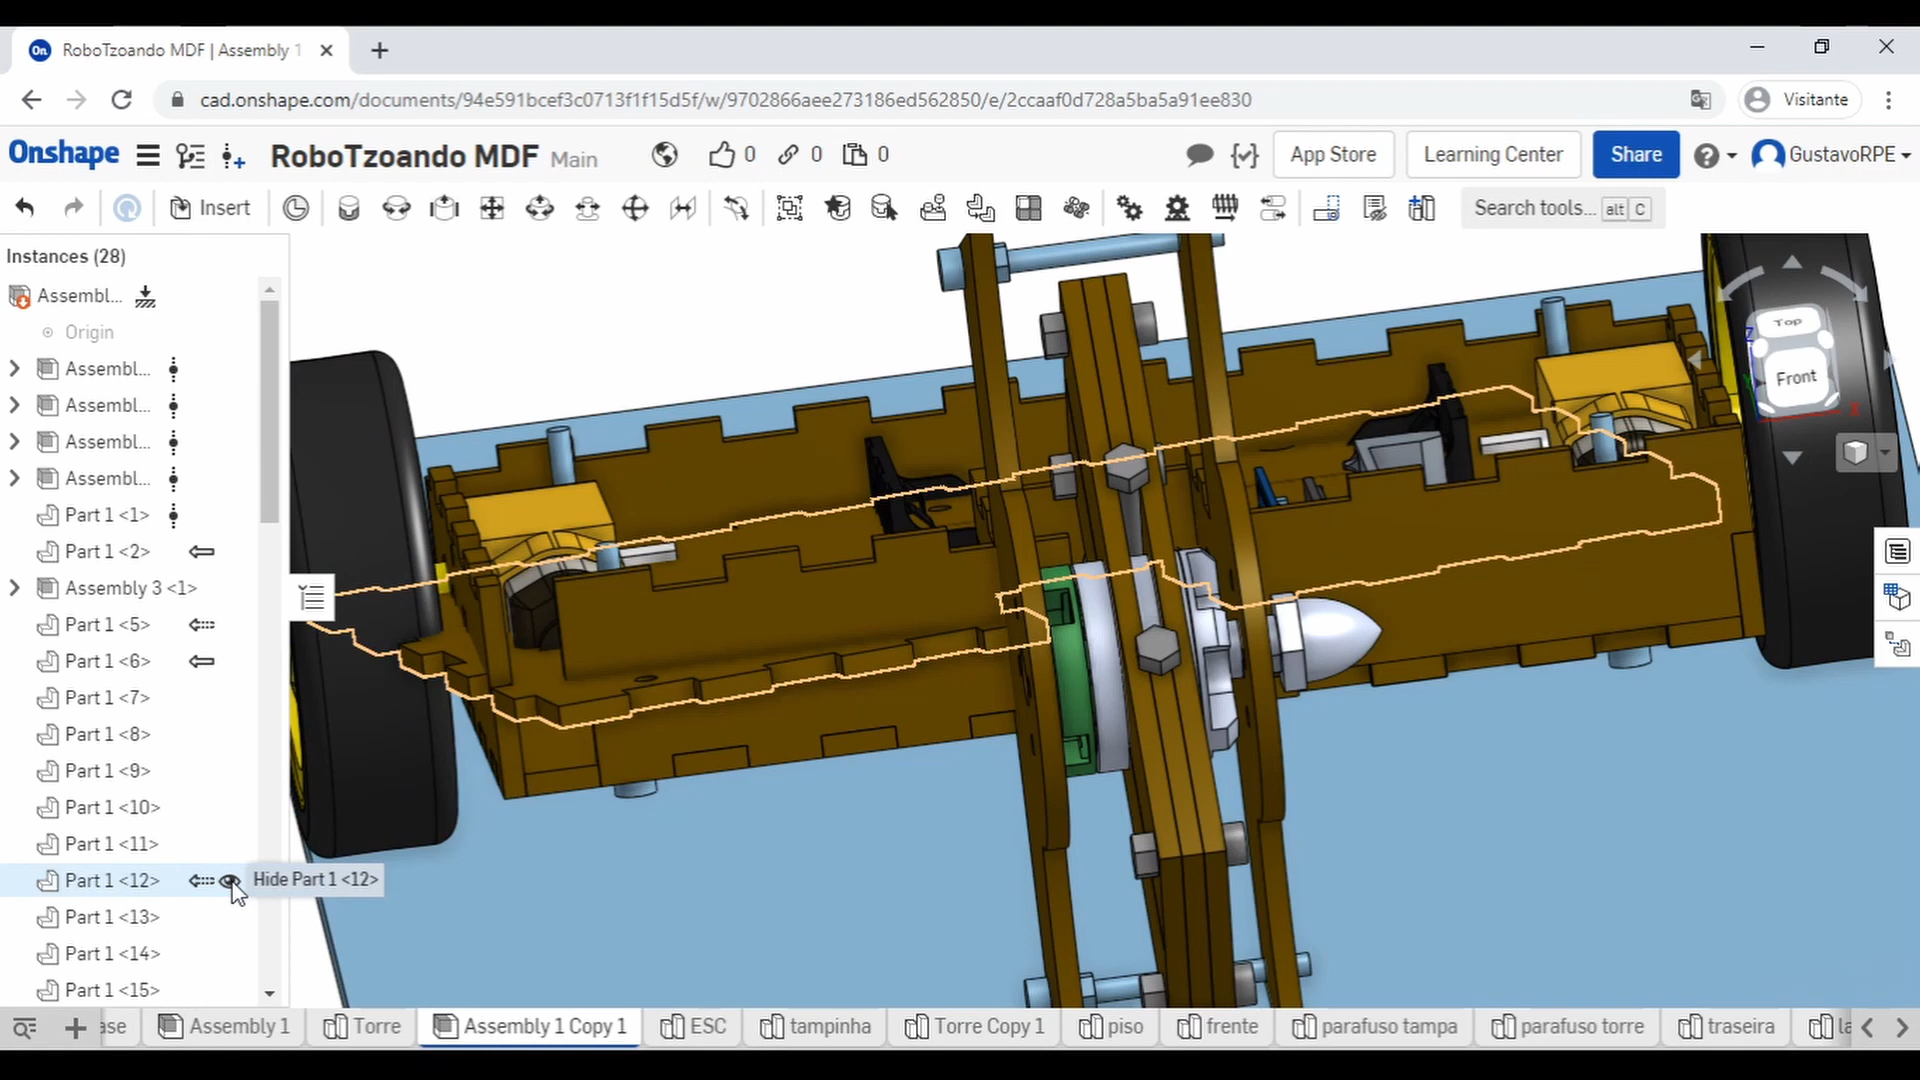 RoboTzoando MDF | Assembly 1
cad.onshape.com/documents/94e591bcef3c0713f1f15d5f/w/9702866aee273186ed562850/e/2ccaaf0d728a5ba5a91ee830
Visitante
Onshape
RoboTzoando MDF Main
0
0
0
App Store
Learning Center
Share
GustavoRPE
Insert
Search tools... alt C
Instances (28)
Assembl...
Origin
Assembl...
Assembl...
Assembl...
Assembl...
Part 1 <1>
Part 1 <2>
Assembly 3 <1>
Part 1 <5>
Part 1 <6>
Part 1 <7>
Part 1 <8>
Part 1 <9>
Part 1 <10>
Part 1 <11>
Part 1 <12>
Hide Part 1 <12>
Part 1 <13>
Part 1 <14>
Part 1 <15>
Top
Front
Z
X
ase
Assembly 1
Torre
Assembly 1 Copy 1
ESC
tampinha
Torre Copy 1
piso
frente
parafuso tampa
parafuso torre
traseira